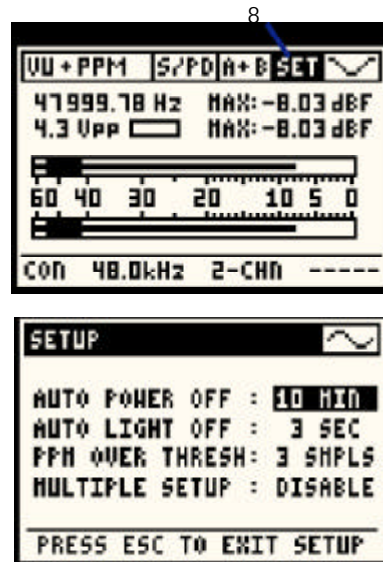 8
VU + PPM S/PD A+B SET
47999.78 Hz MAX:-8.03 dBF
4.3 Vpp MAX:-8.03 dBF
60 40 30 20 10 5 0
CON 48.0kHz 2-CHN -----
SETUP
AUTO POWER OFF : 10 MIN
AUTO LIGHT OFF : 3 SEC
PPM OVER THRESH: 3 SMPLS
MULTIPLE SETUP : DISABLE
PRESS ESC TO EXIT SETUP